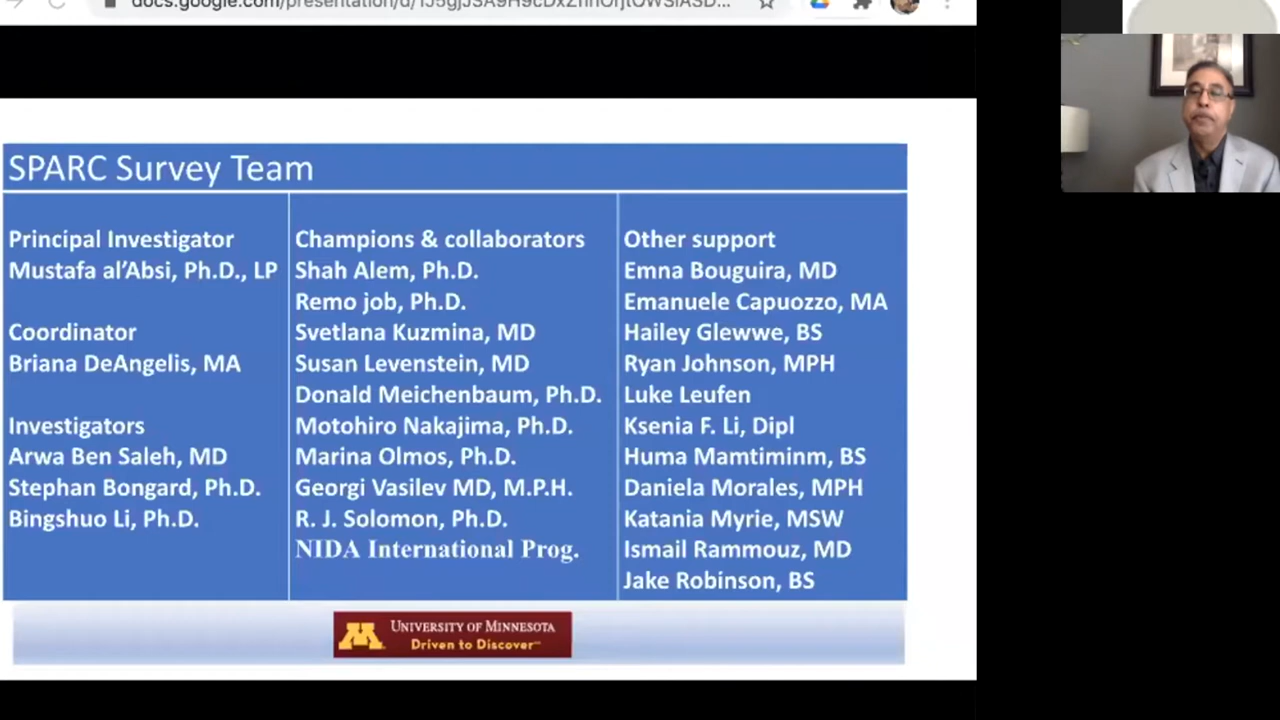 SPARC Survey Team
Principal Investigator
Mustafa al’Absi, Ph.D., LP
Coordinator
Briana DeAngelis, MA
Investigators
Arwa Ben Saleh, MD
Stephan Bongard, Ph.D.
Bingshuo Li, Ph.D.
Champions & collaborators
Shah Alem, Ph.D.
Remo job, Ph.D.
Svetlana Kuzmina, MD
Susan Levenstein, MD
Donald Meichenbaum, Ph.D.
Motohiro Nakajima, Ph.D.
Marina Olmos, Ph.D.
Georgi Vasilev MD, M.P.H.
R. J. Solomon, Ph.D.
NIDA International Prog.
Other support
Emna Bouguira, MD
Emanuele Capuozzo, MA
Hailey Glewwe, BS
Ryan Johnson, MPH
Luke Leufen
Ksenia F. Li, Dipl
Huma Mamtiminm, BS
Daniela Morales, MPH
Katania Myrie, MSW
Ismail Rammouz, MD
Jake Robinson, BS
M UNIVERSITY OF MINNESOTA
Driven to Discover℠